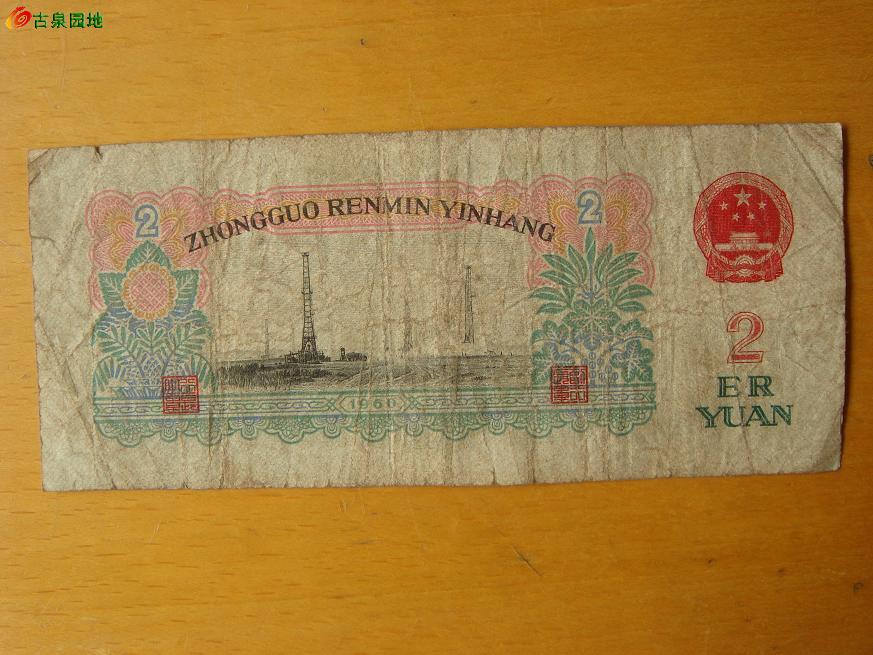 古泉园地
2
2
ZHONGGUO RENMIN YINHANG
1960
2
ER
YUAN